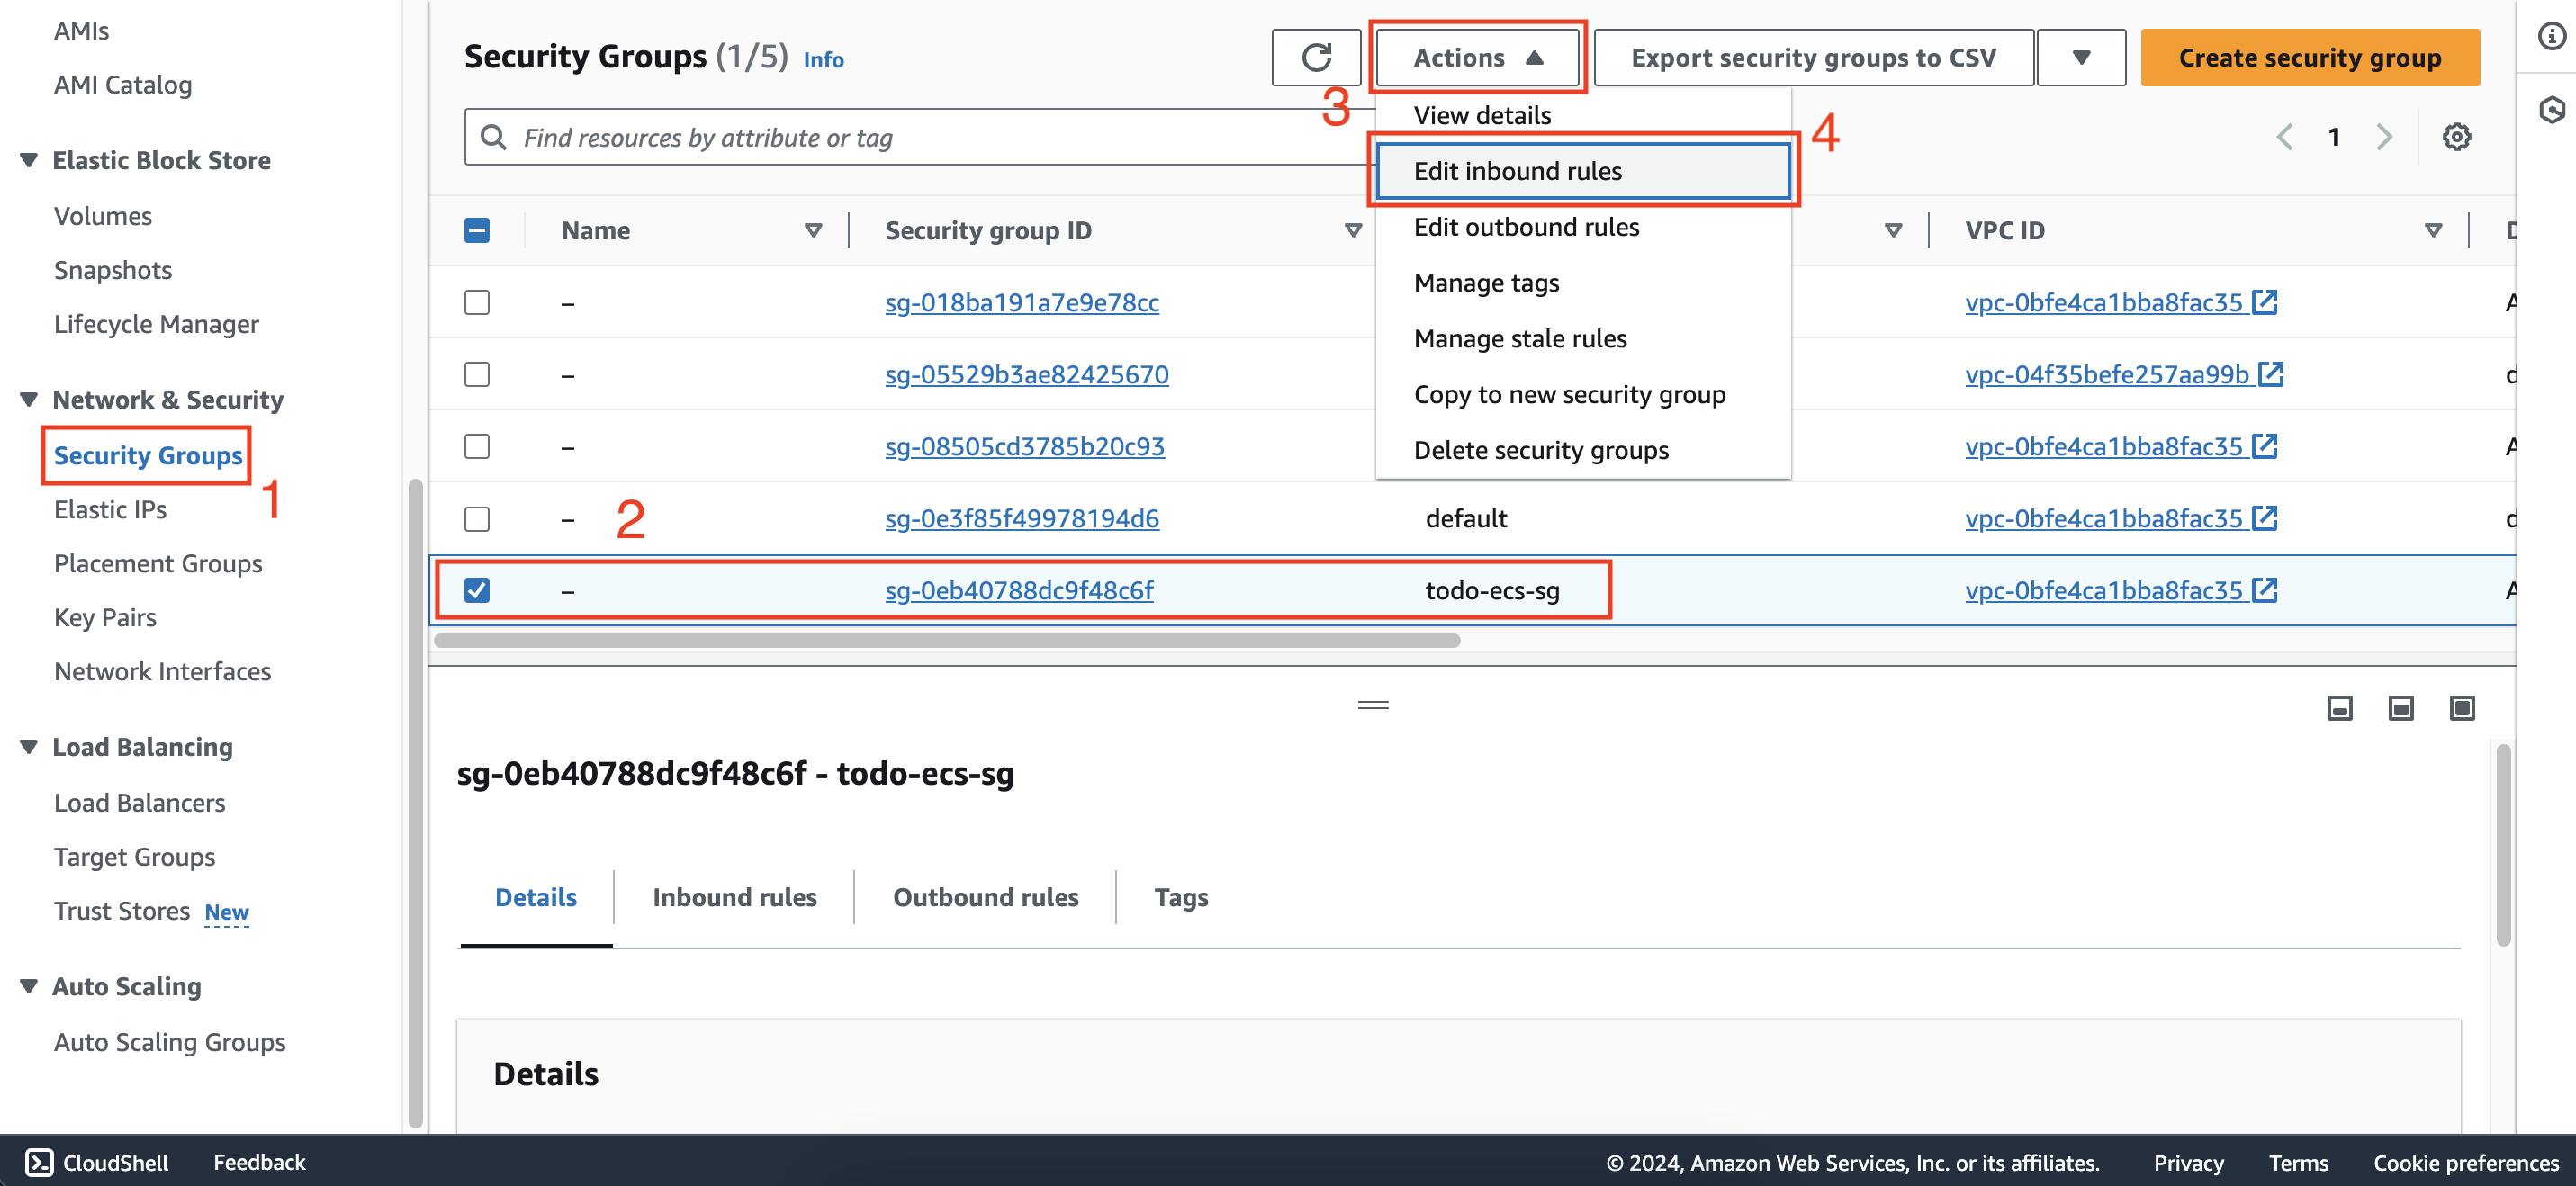 AMIs
AMI Catalog
Elastic Block Store
Volumes
Snapshots
Lifecycle Manager
Network & Security
Security Groups
1
Elastic IPs
Placement Groups
Key Pairs
Network Interfaces
Load Balancing
Load Balancers
Target Groups
Trust Stores New
Auto Scaling
Auto Scaling Groups
Security Groups (1/5) Info
Actions
Export security groups to CSV
Create security group
3
4
Find resources by attribute or tag
1
View details
Edit inbound rules
Edit outbound rules
Manage tags
Manage stale rules
Copy to new security group
Delete security groups
Name Security group ID VPC ID
– sg-018ba191a7e9e78cc vpc-0bfe4ca1bba8fac35
– sg-05529b3ae82425670 vpc-04f35befe257aa99b
– sg-08505cd3785b20c93 vpc-0bfe4ca1bba8fac35
– 2 sg-0e3f85f49978194d6 default vpc-0bfe4ca1bba8fac35
– sg-0eb40788dc9f48c6f todo-ecs-sg vpc-0bfe4ca1bba8fac35
sg-0eb40788dc9f48c6f - todo-ecs-sg
Details Inbound rules Outbound rules Tags
Details
CloudShell Feedback © 2024, Amazon Web Services, Inc. or its affiliates. Privacy Terms Cookie preferences